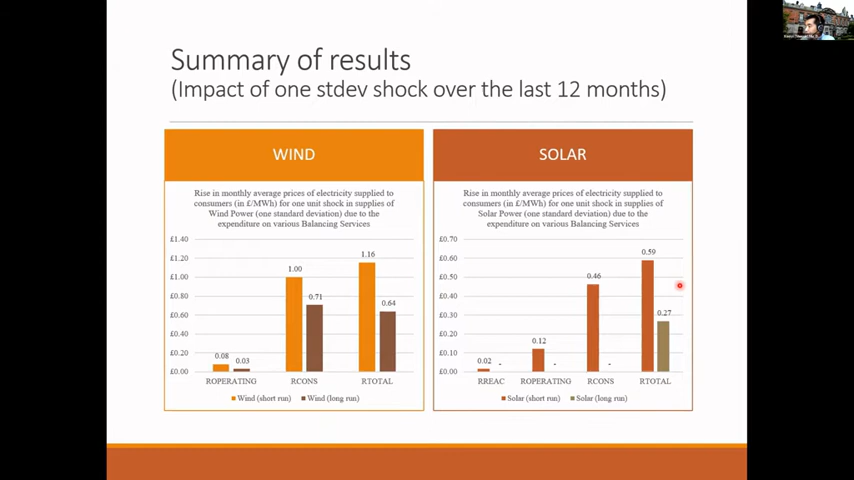 Summary of results
(Impact of one stdev shock over the last 12 months)
WIND
Rise in monthly average prices of electricity supplied to
consumers (in £/MWh) for one unit shock in supplies of
Wind Power (one standard deviation) due to the
expenditure on various Balancing Services
£1.40
£1.20
£1.00
£0.80
£0.60
£0.40
£0.20
£0.00
0.08
0.03
1.00
0.71
1.16
0.64
ROPERATING
RCONS
RTOTAL
Wind (short run)
Wind (long run)
SOLAR
Rise in monthly average prices of electricity supplied to
consumers (in £/MWh) for one unit shock in supplies of
Solar Power (one standard deviation) due to the
expenditure on various Balancing Services
£0.70
£0.60
£0.50
£0.40
£0.30
£0.20
£0.10
£0.00
0.02
-
0.12
-
0.46
-
0.59
0.27
RREAC
ROPERATING
RCONS
RTOTAL
Solar (short run)
Solar (long run)